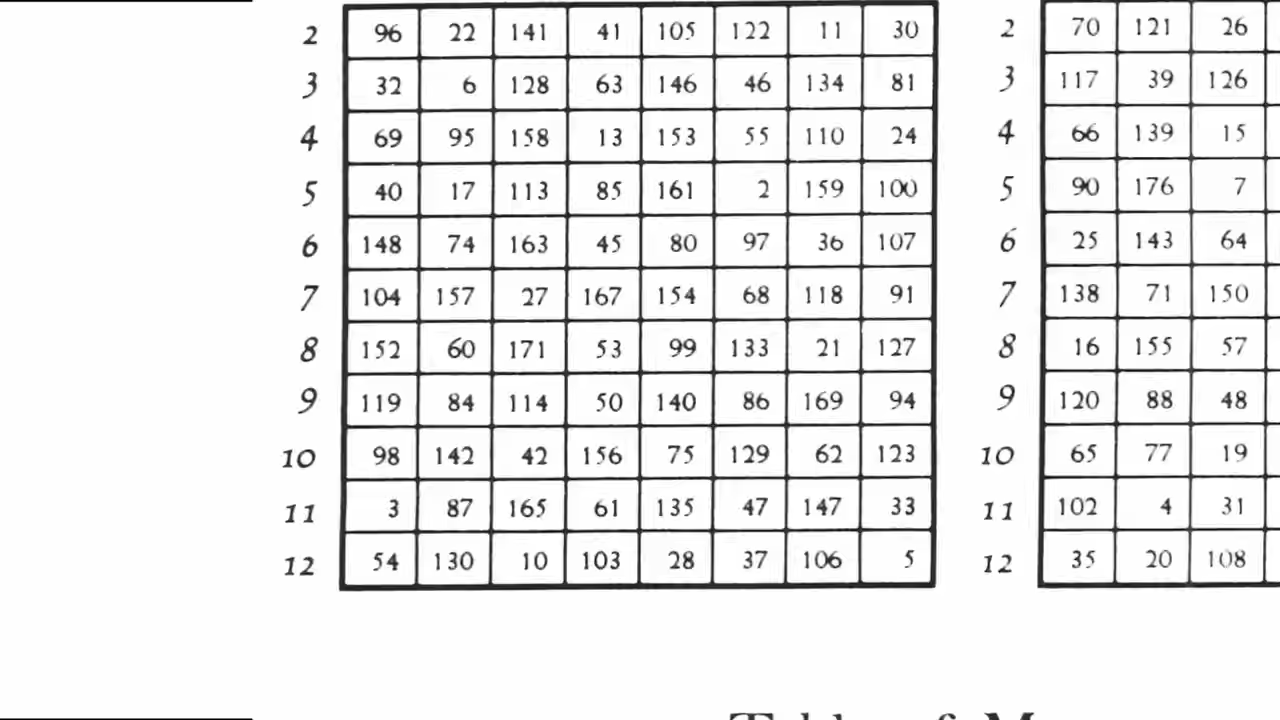 2 96 22 141 41 105 122 11 30
3 32 6 128 63 146 46 134 81
4 69 95 158 13 153 55 110 24
5 40 17 113 85 161 2 159 100
6 148 74 163 45 80 97 36 107
7 104 157 27 167 154 68 118 91
8 152 60 171 53 99 133 21 127
9 119 84 114 50 140 86 169 94
10 98 142 42 156 75 129 62 123
11 3 87 165 61 135 47 147 33
12 54 130 10 103 28 37 106 5
2 70 121 26
3 117 39 126
4 66 139 15
5 90 176 7
6 25 143 64
7 138 71 150
8 16 155 57
9 120 88 48
10 65 77 19
11 102 4 31
12 35 20 108